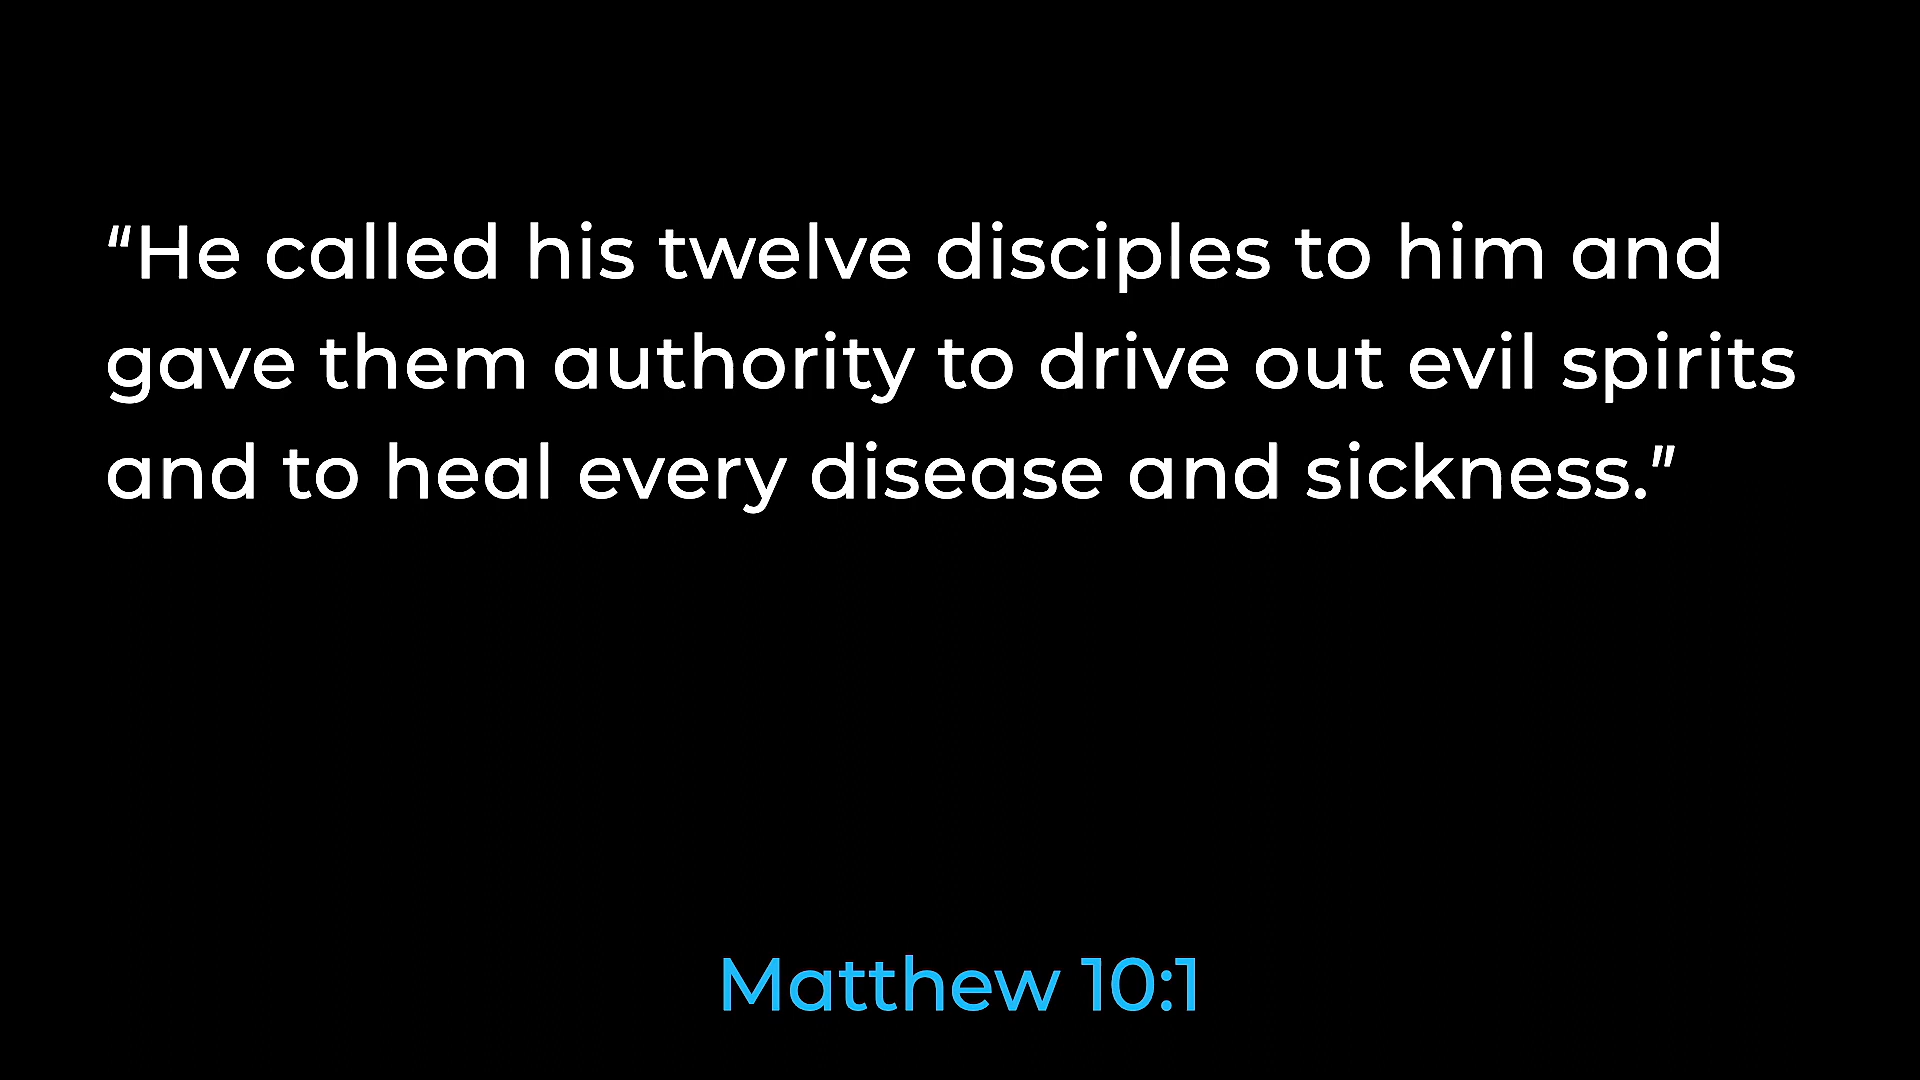 “He called his twelve disciples to him and
gave them authority to drive out evil spirits
and to heal every disease and sickness.”
Matthew 10:1